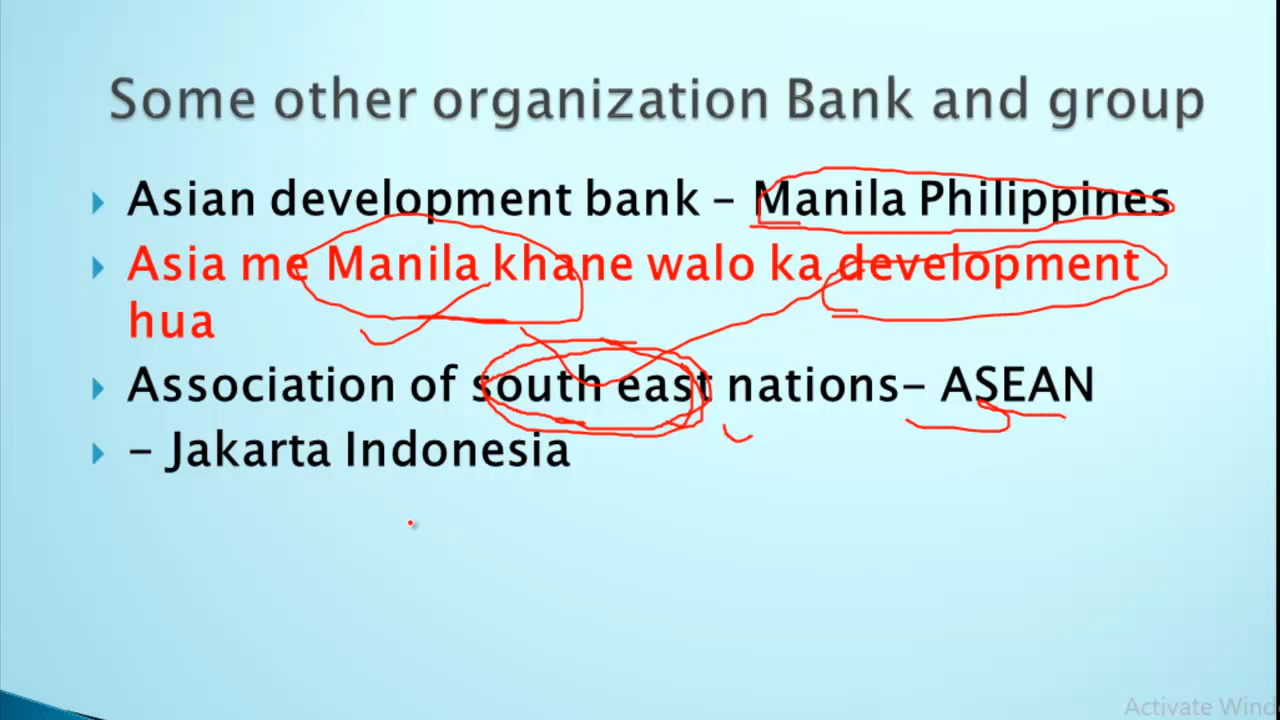 Some other organization Bank and group
Asian development bank – Manila Philippines
Asia me Manila khane walo ka development
hua
Association of south east nations– ASEAN
– Jakarta Indonesia
Activate Wind